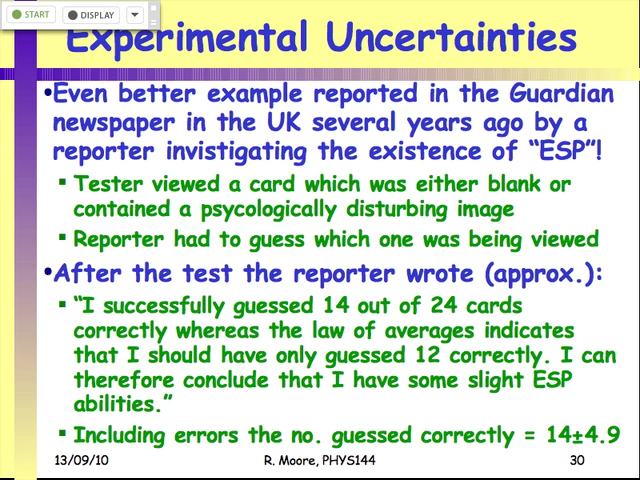 START
DISPLAY
Experimental Uncertainties
•Even better example reported in the Guardian
newspaper in the UK several years ago by a
reporter invistigating the existence of “ESP”!
▪ Tester viewed a card which was either blank or
contained a psycologically disturbing image
▪ Reporter had to guess which one was being viewed
•After the test the reporter wrote (approx.):
▪ “I successfully guessed 14 out of 24 cards
correctly whereas the law of averages indicates
that I should have only guessed 12 correctly. I can
therefore conclude that I have some slight ESP
abilities.”
▪ Including errors the no. guessed correctly = 14±4.9
13/09/10 R. Moore, PHYS144 30